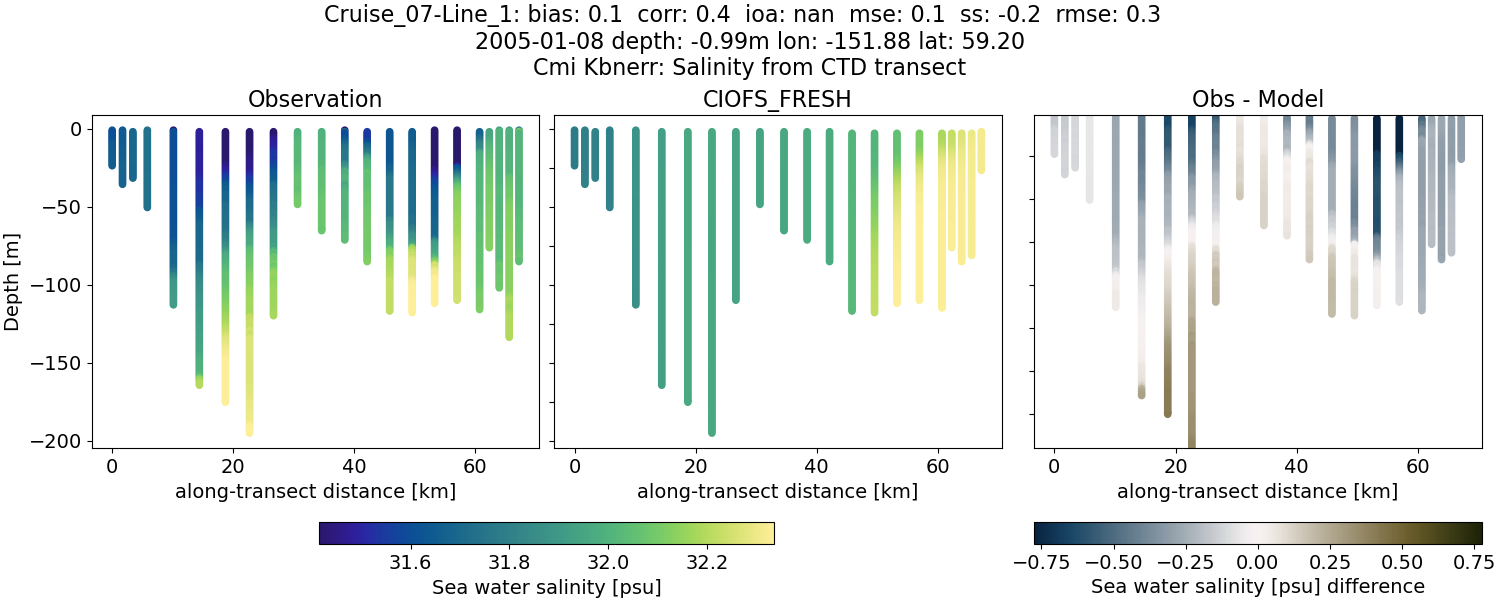 Cruise_07-Line_1: bias: 0.1  corr: 0.4  ioa: nan  mse: 0.1  ss: -0.2  rmse: 0.3
2005-01-08 depth: -0.99m lon: -151.88 lat: 59.20
Cmi Kbnerr: Salinity from CTD transect
Observation
CIOFS_FRESH
Obs - Model
Depth [m]
0
−50
−100
−150
−200
0 20 40 60
0 20 40 60
0 20 40 60
along-transect distance [km]
along-transect distance [km]
along-transect distance [km]
31.6 31.8 32.0 32.2
Sea water salinity [psu]
−0.75 −0.50 −0.25 0.00 0.25 0.50 0.75
Sea water salinity [psu] difference